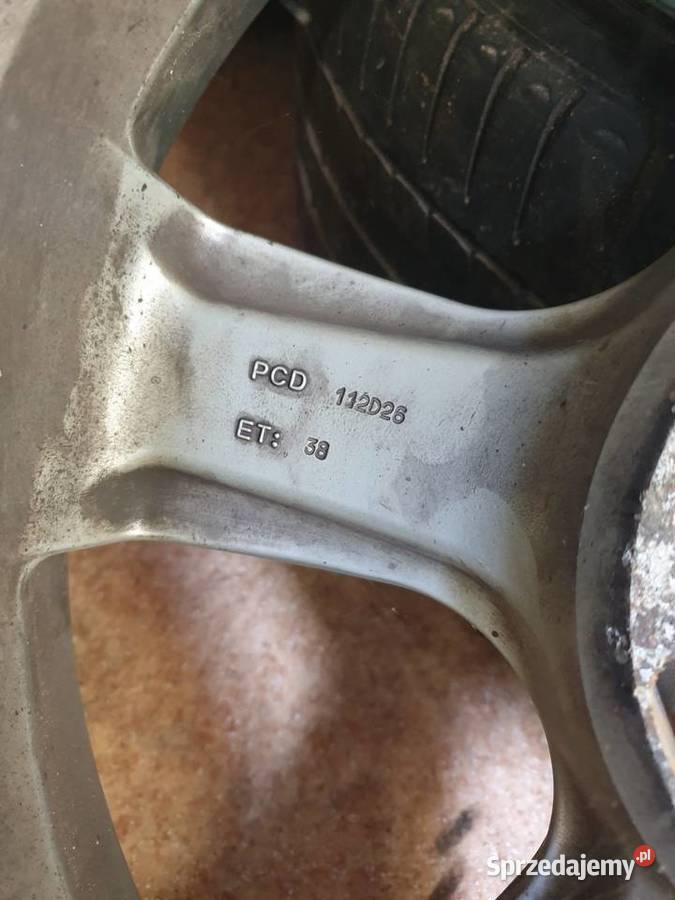 PCD 112D26
ET: 38
Sprzedajemy.pl